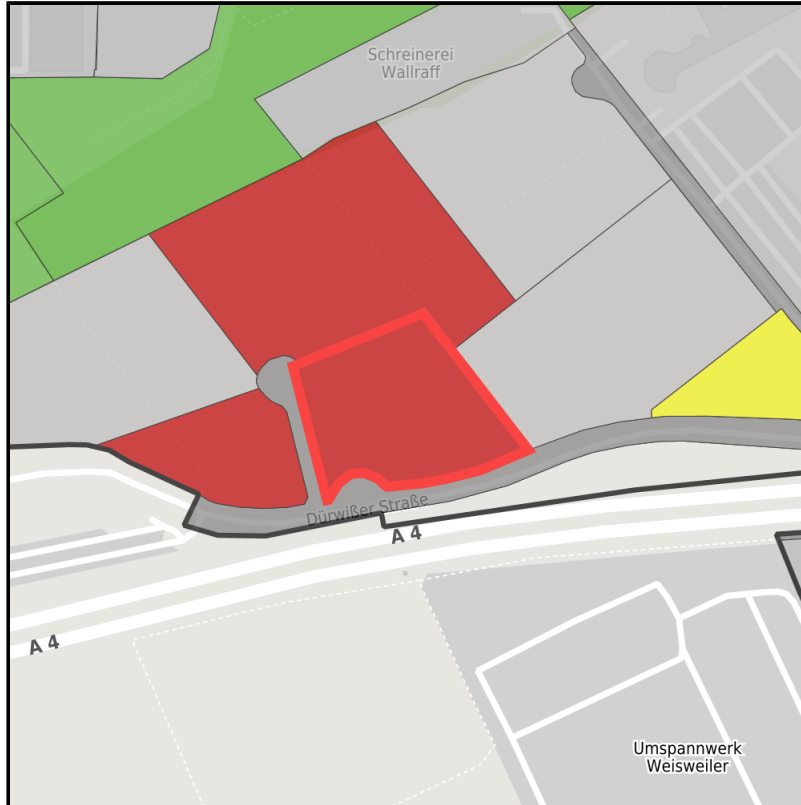 Schreinerei
Wallraff
Dürwißer Straße
A 4
A 4
Umspannwerk
Weisweiler